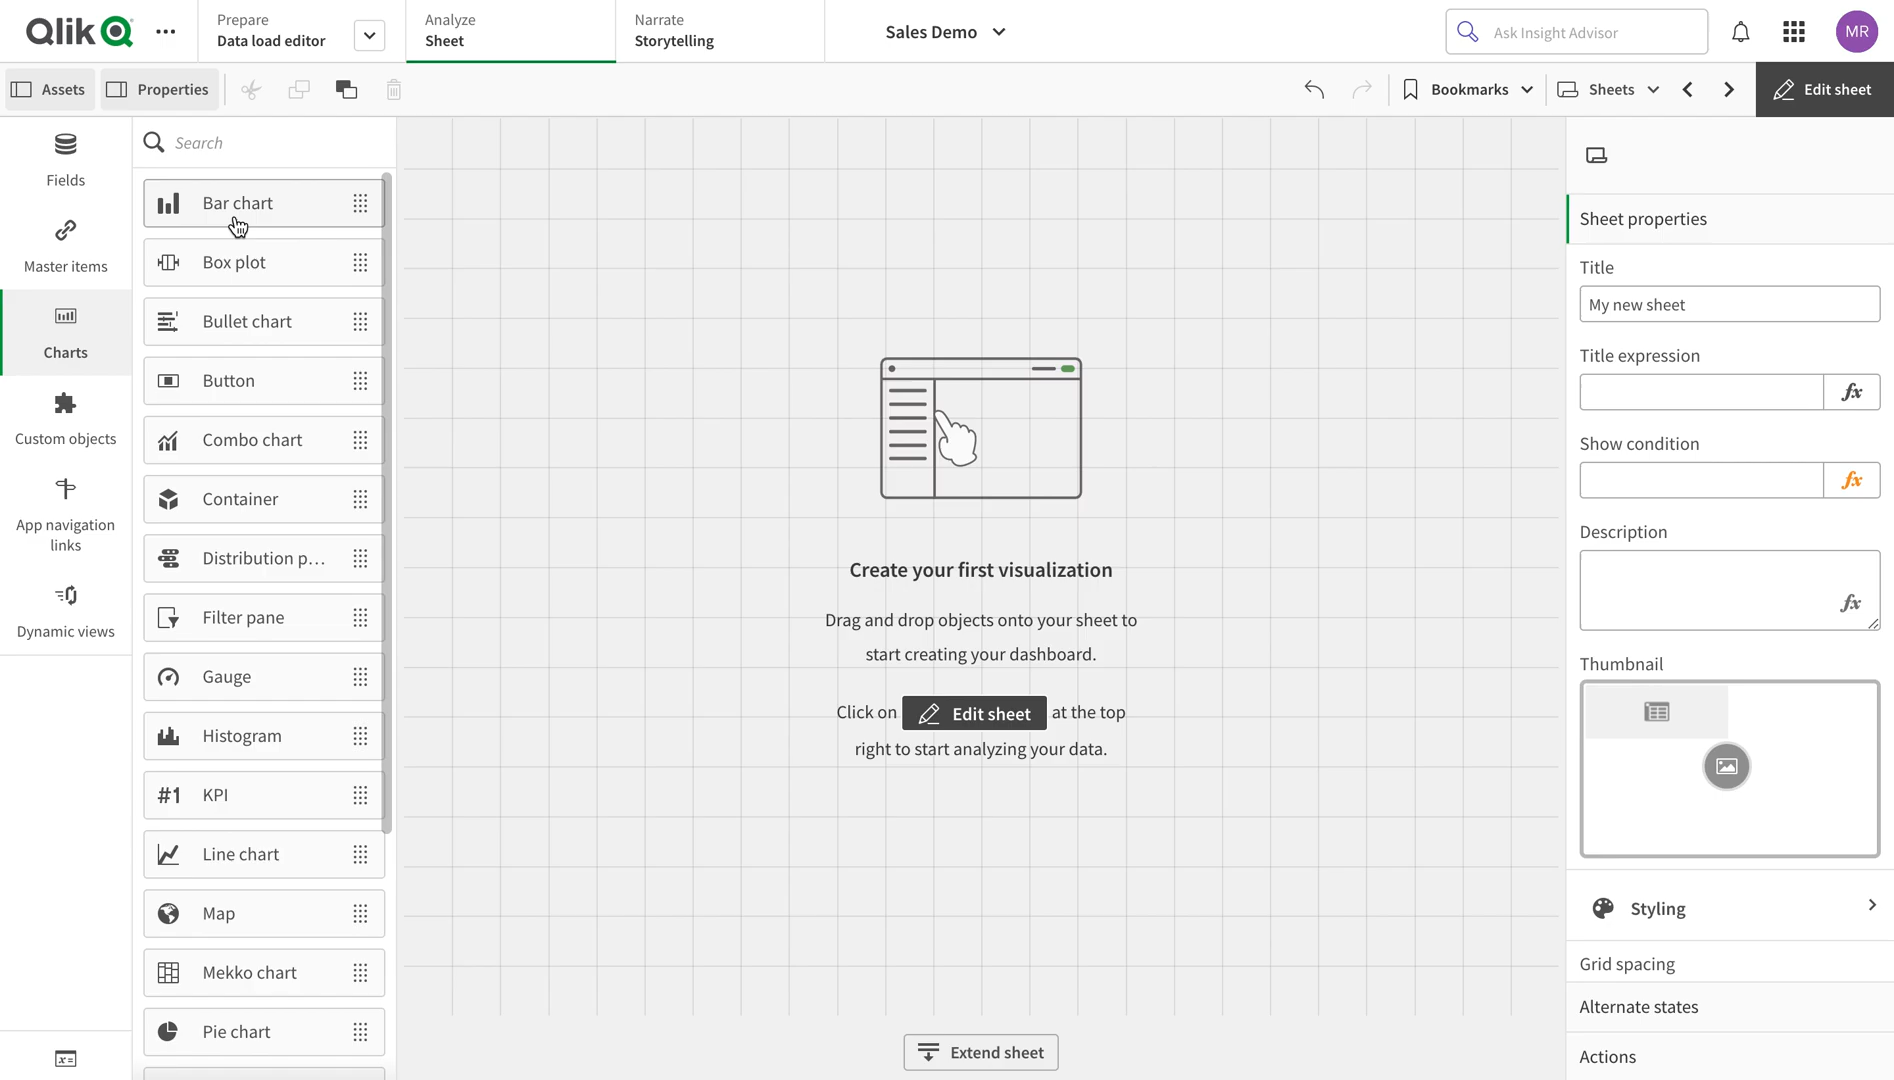 Qlik
Prepare
Data load editor
Analyze
Sheet
Narrate
Storytelling
Sales Demo
Ask Insight Advisor
MR
Assets
Properties
Bookmarks
Sheets
Edit sheet
Fields
Master items
Charts
Custom objects
App navigation
links
Dynamic views
Search
Bar chart
Box plot
Bullet chart
Button
Combo chart
Container
Distribution p...
Filter pane
Gauge
Histogram
#1 KPI
Line chart
Map
Mekko chart
Pie chart
Create your first visualization
Drag and drop objects onto your sheet to
start creating your dashboard.
Click on Edit sheet at the top
right to start analyzing your data.
Extend sheet
Sheet properties
Title
My new sheet
Title expression
fx
Show condition
fx
Description
fx
Thumbnail
Styling
Grid spacing
Alternate states
Actions
x=